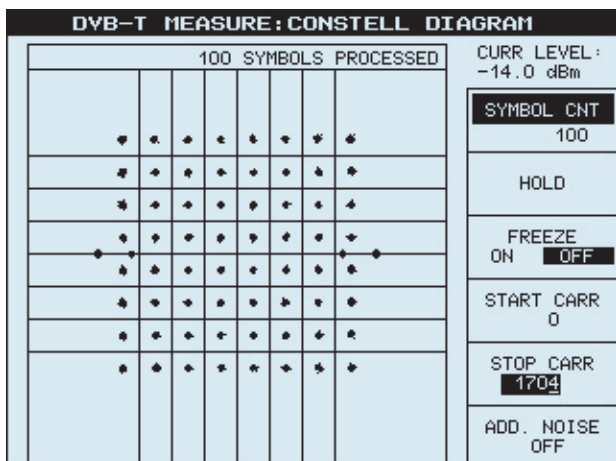 DVB-T MEASURE:CONSTELL DIAGRAM
100 SYMBOLS PROCESSED
CURR LEVEL:
-14.0 dBm
SYMBOL CNT
100
HOLD
FREEZE
ON OFF
START CARR
0
STOP CARR
1704
ADD. NOISE
OFF